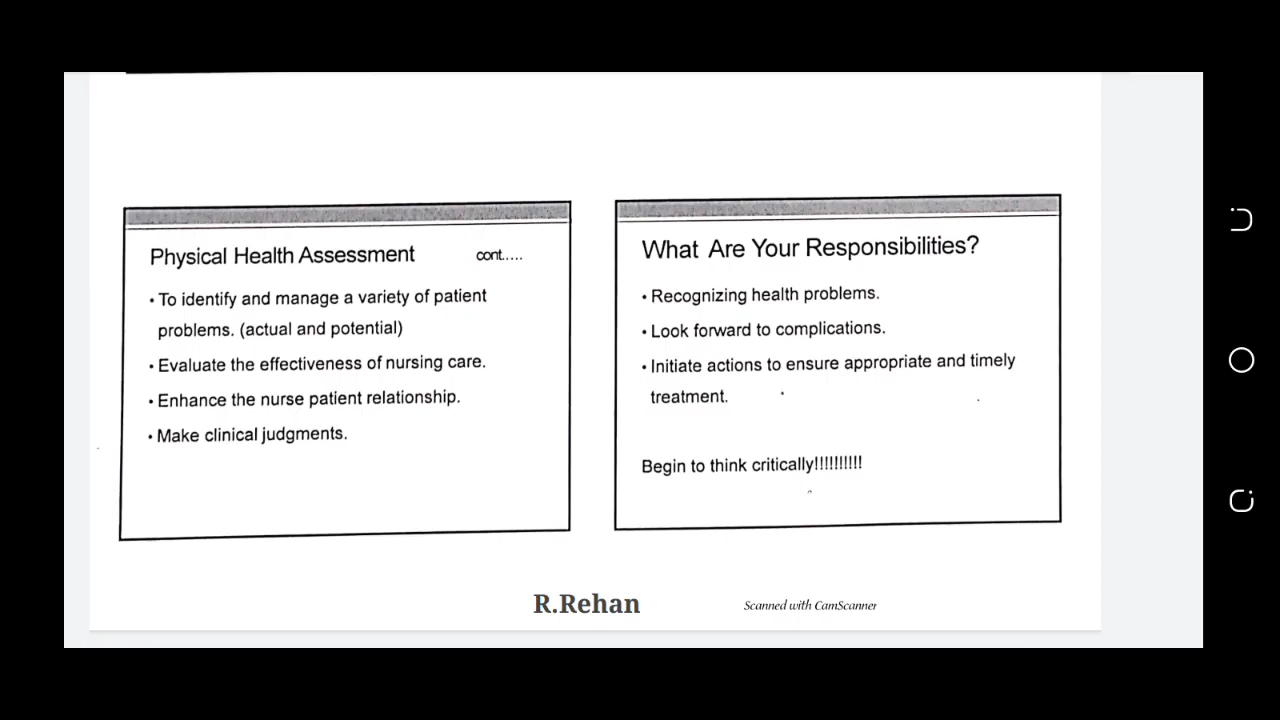 Physical Health Assessment cont.....
• To identify and manage a variety of patient
problems. (actual and potential)
• Evaluate the effectiveness of nursing care.
• Enhance the nurse patient relationship.
• Make clinical judgments.
What Are Your Responsibilities?
• Recognizing health problems.
• Look forward to complications.
• Initiate actions to ensure appropriate and timely
treatment.
Begin to think critically!!!!!!!!!!
R.Rehan
Scanned with CamScanner